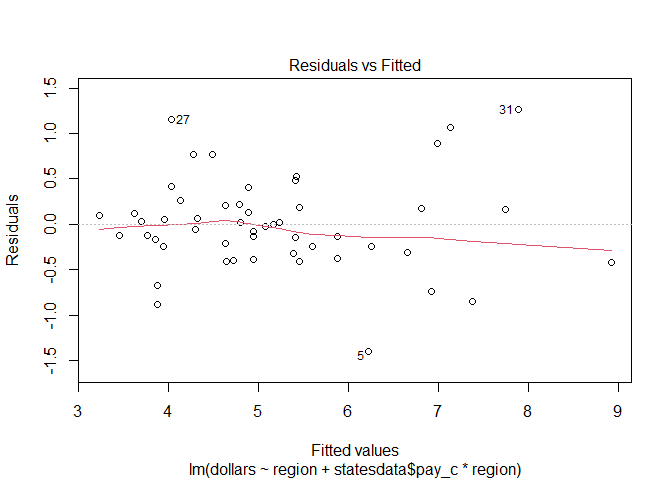 Residuals vs Fitted
Residuals
1.5
1.0
0.5
0.0
-0.5
-1.0
-1.5
27
31
5
3 4 5 6 7 8 9
Fitted values
lm(dollars ~ region + statesdata$pay_c * region)